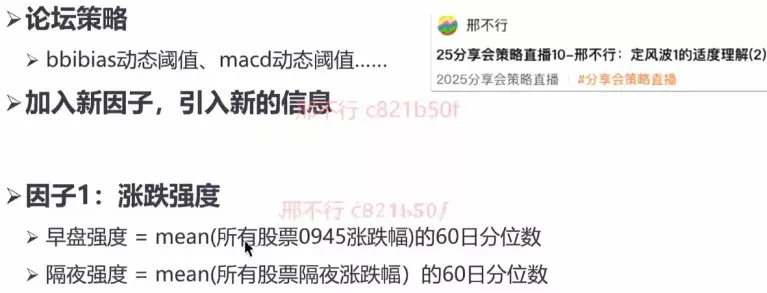 ➢论坛策略
➢bbibias动态阈值、macd动态阈值……
➢加入新因子，引入新的信息
邢不行 c821b50f
➢因子1：涨跌强度
邢不行 c821b50f
➢早盘强度 = mean(所有股票0945涨跌幅)的60日分位数
➢隔夜强度 = mean(所有股票隔夜涨跌幅）的60日分位数
邢不行
25分享会策略直播10-邢不行：定风波1的适度理解(2)
2025分享会策略直播 #分享会策略直播